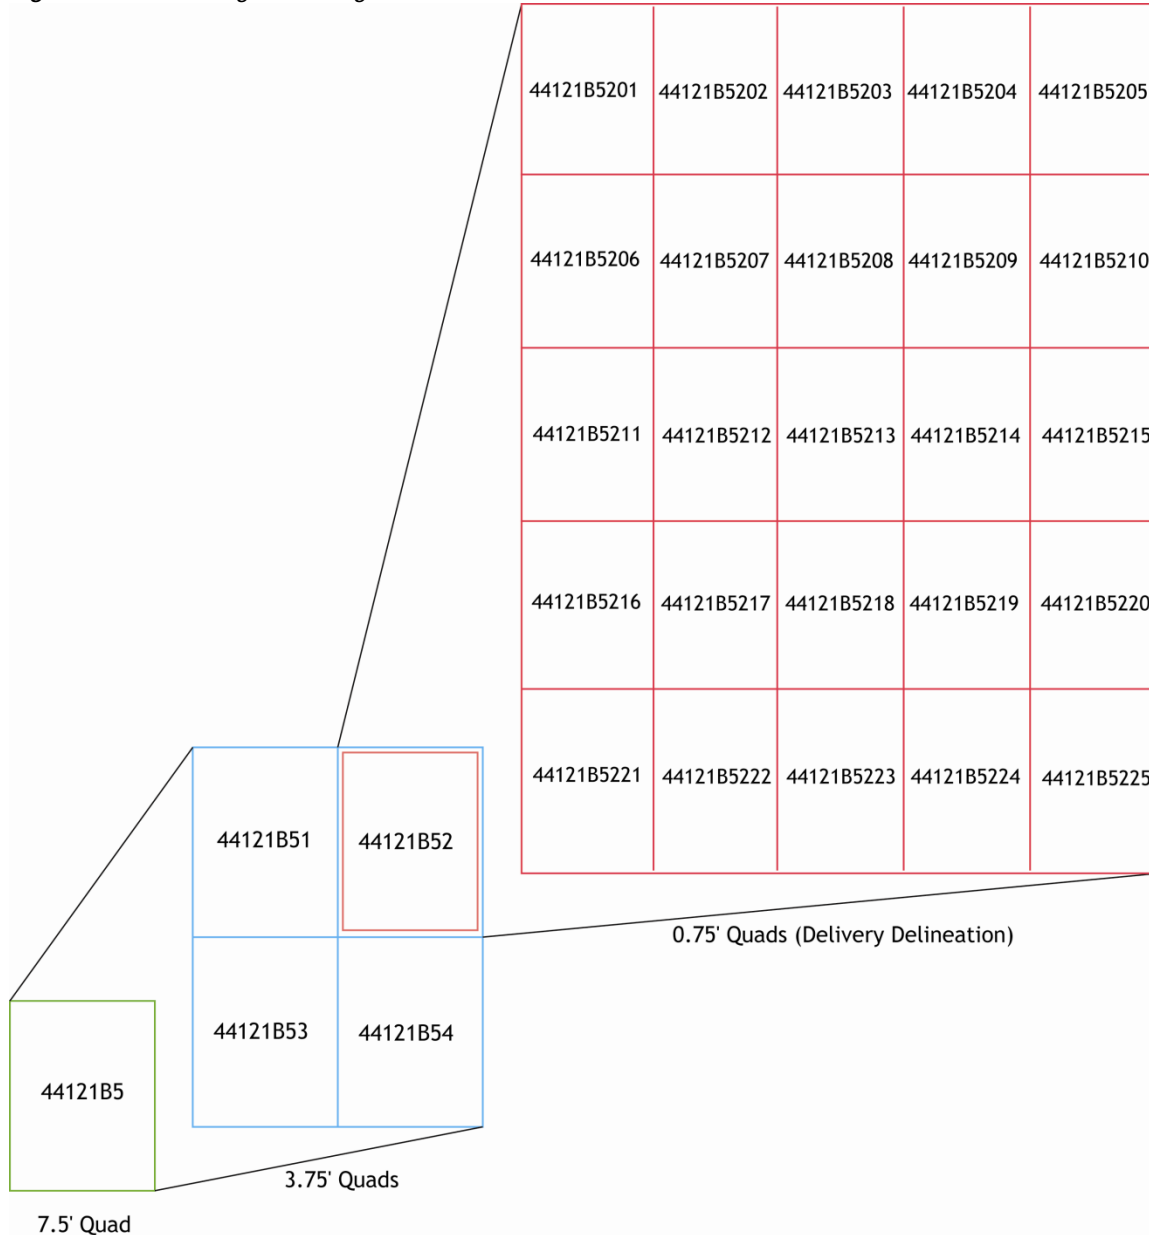 44121B5201 44121B5202 44121B5203 44121B5204 44121B5205
44121B5206 44121B5207 44121B5208 44121B5209 44121B5210
44121B5211 44121B5212 44121B5213 44121B5214 44121B5215
44121B5216 44121B5217 44121B5218 44121B5219 44121B5220
44121B5221 44121B5222 44121B5223 44121B5224 44121B5225
44121B51 44121B52
0.75' Quads (Delivery Delineation)
44121B53 44121B54
44121B5
3.75' Quads
7.5' Quad